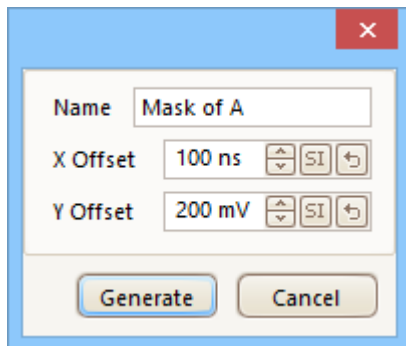 Name Mask of A
X Offset 100 ns SI
Y Offset 200 mV SI
Generate Cancel